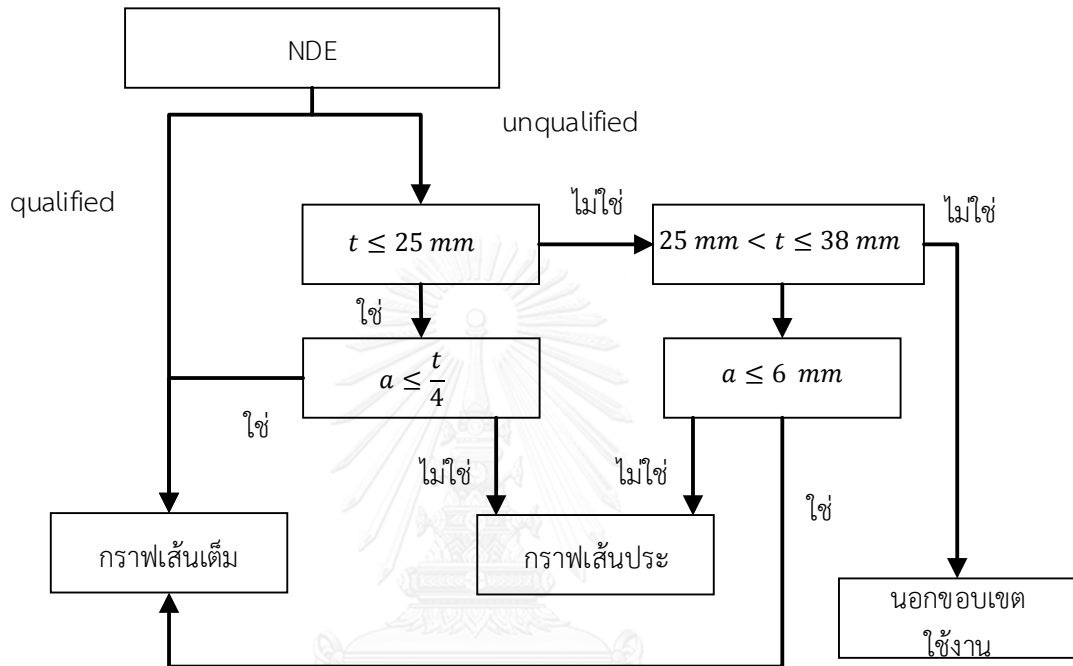 NDE
unqualified
qualified
ไม่ใช่
ไม่ใช่
t ≤ 25 mm
25 mm < t ≤ 38 mm
ใช่
a ≤ t/4
a ≤ 6 mm
ใช่
ไม่ใช่
ไม่ใช่
ใช่
กราฟเส้นเต็ม
กราฟเส้นประ
นอกขอบเขต
ใช้งาน